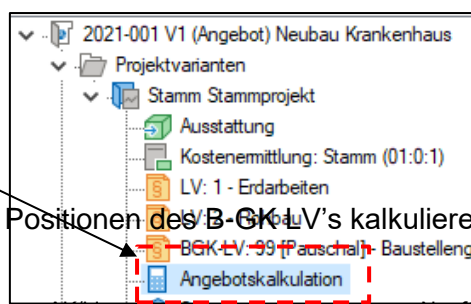 2021-001 V1 (Angebot) Neubau Krankenhaus
Projektvarianten
Stamm Stammprojekt
Ausstattung
Kostenermittlung: Stamm (01:0:1)
LV: 1 - Erdarbeiten
Positionen des B-GK-LV's kalkuliere
BGK-LV: 99 [Pauschal] - Baustelleng
Angebotskalkulation